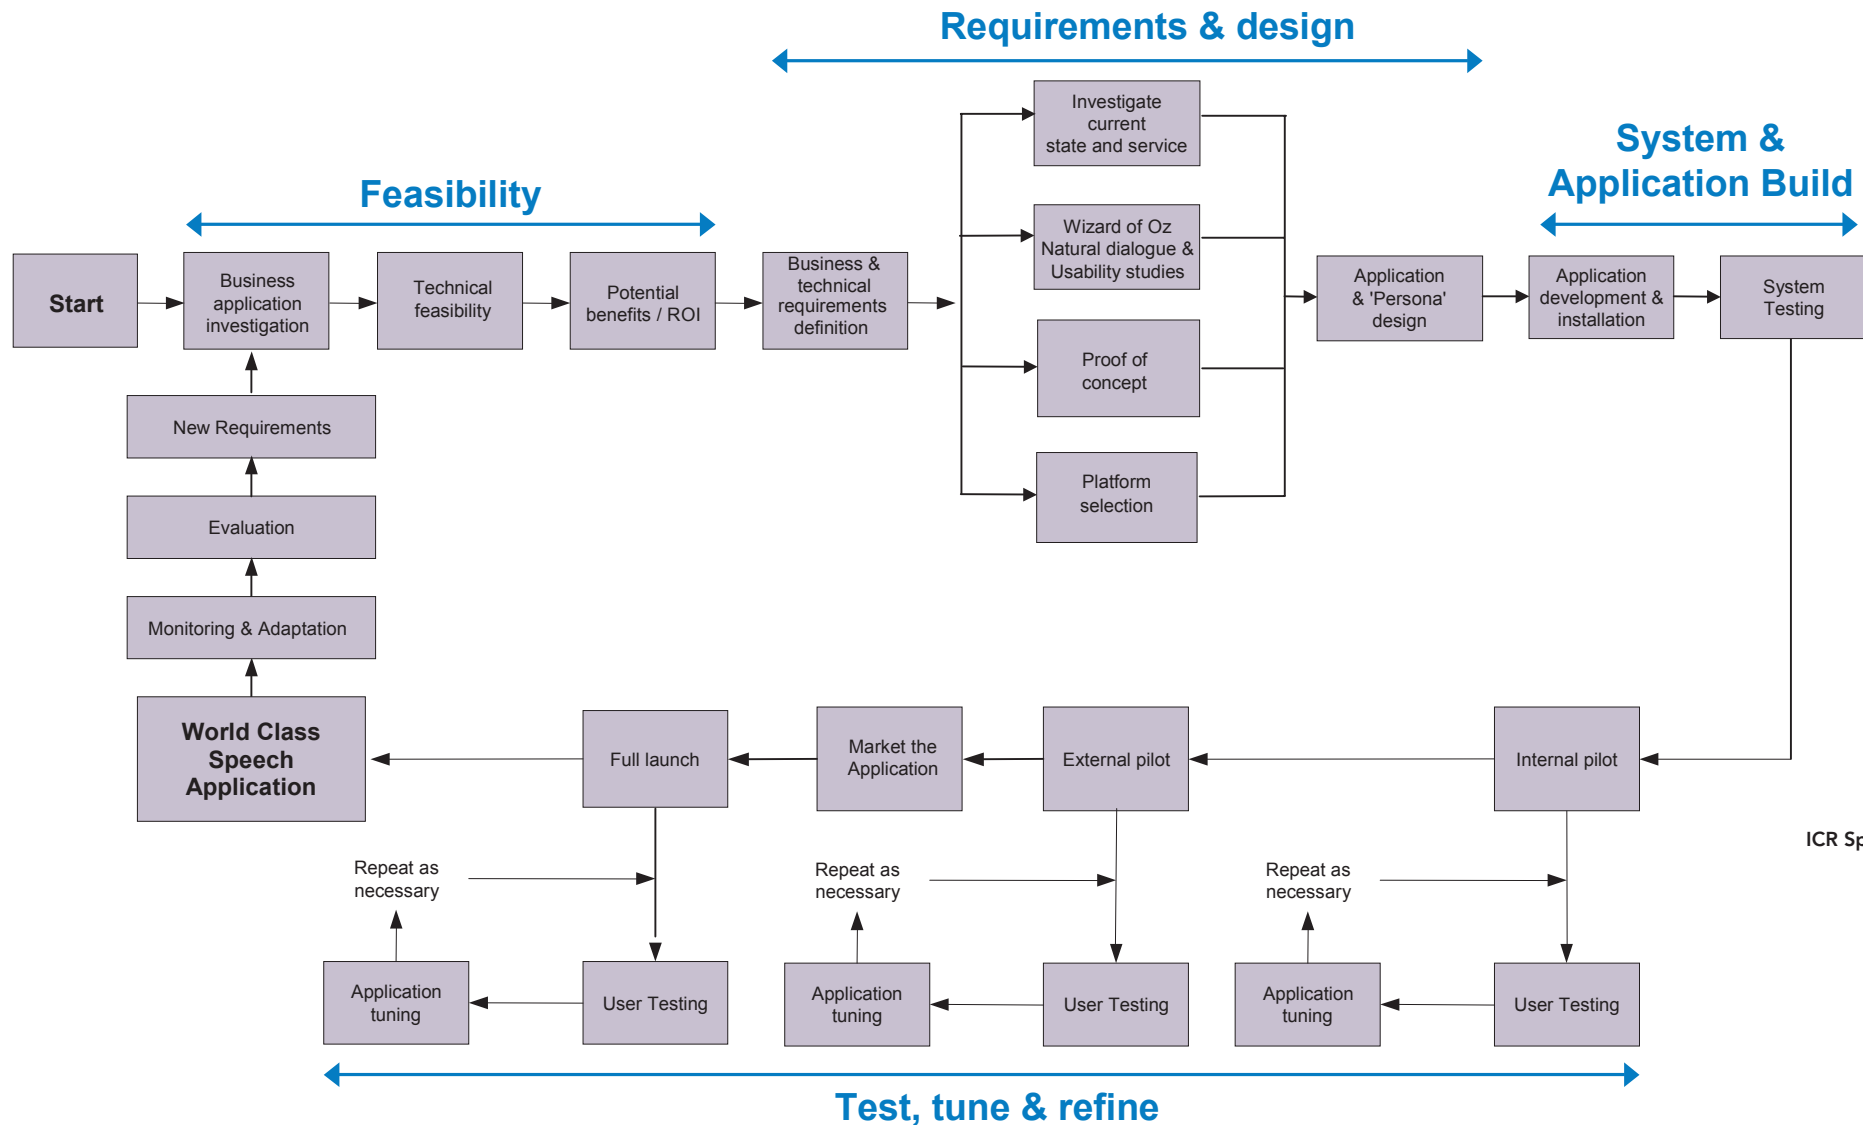 Requirements & design
System &
Application Build
Feasibility
Start
Business
application
investigation
Technical
feasibility
Potential
benefits / ROI
Business &
technical
requirements
definition
Investigate
current
state and service
Wizard of Oz
Natural dialogue &
Usability studies
Proof of
concept
Platform
selection
Application
& 'Persona'
design
Application
development &
installation
System
Testing
New Requirements
Evaluation
Monitoring & Adaptation
World Class
Speech
Application
Full launch
Market the
Application
External pilot
Internal pilot
ICR Sp
Repeat as
necessary
Repeat as
necessary
Repeat as
necessary
Application
tuning
User Testing
Application
tuning
User Testing
Application
tuning
User Testing
Test, tune & refine